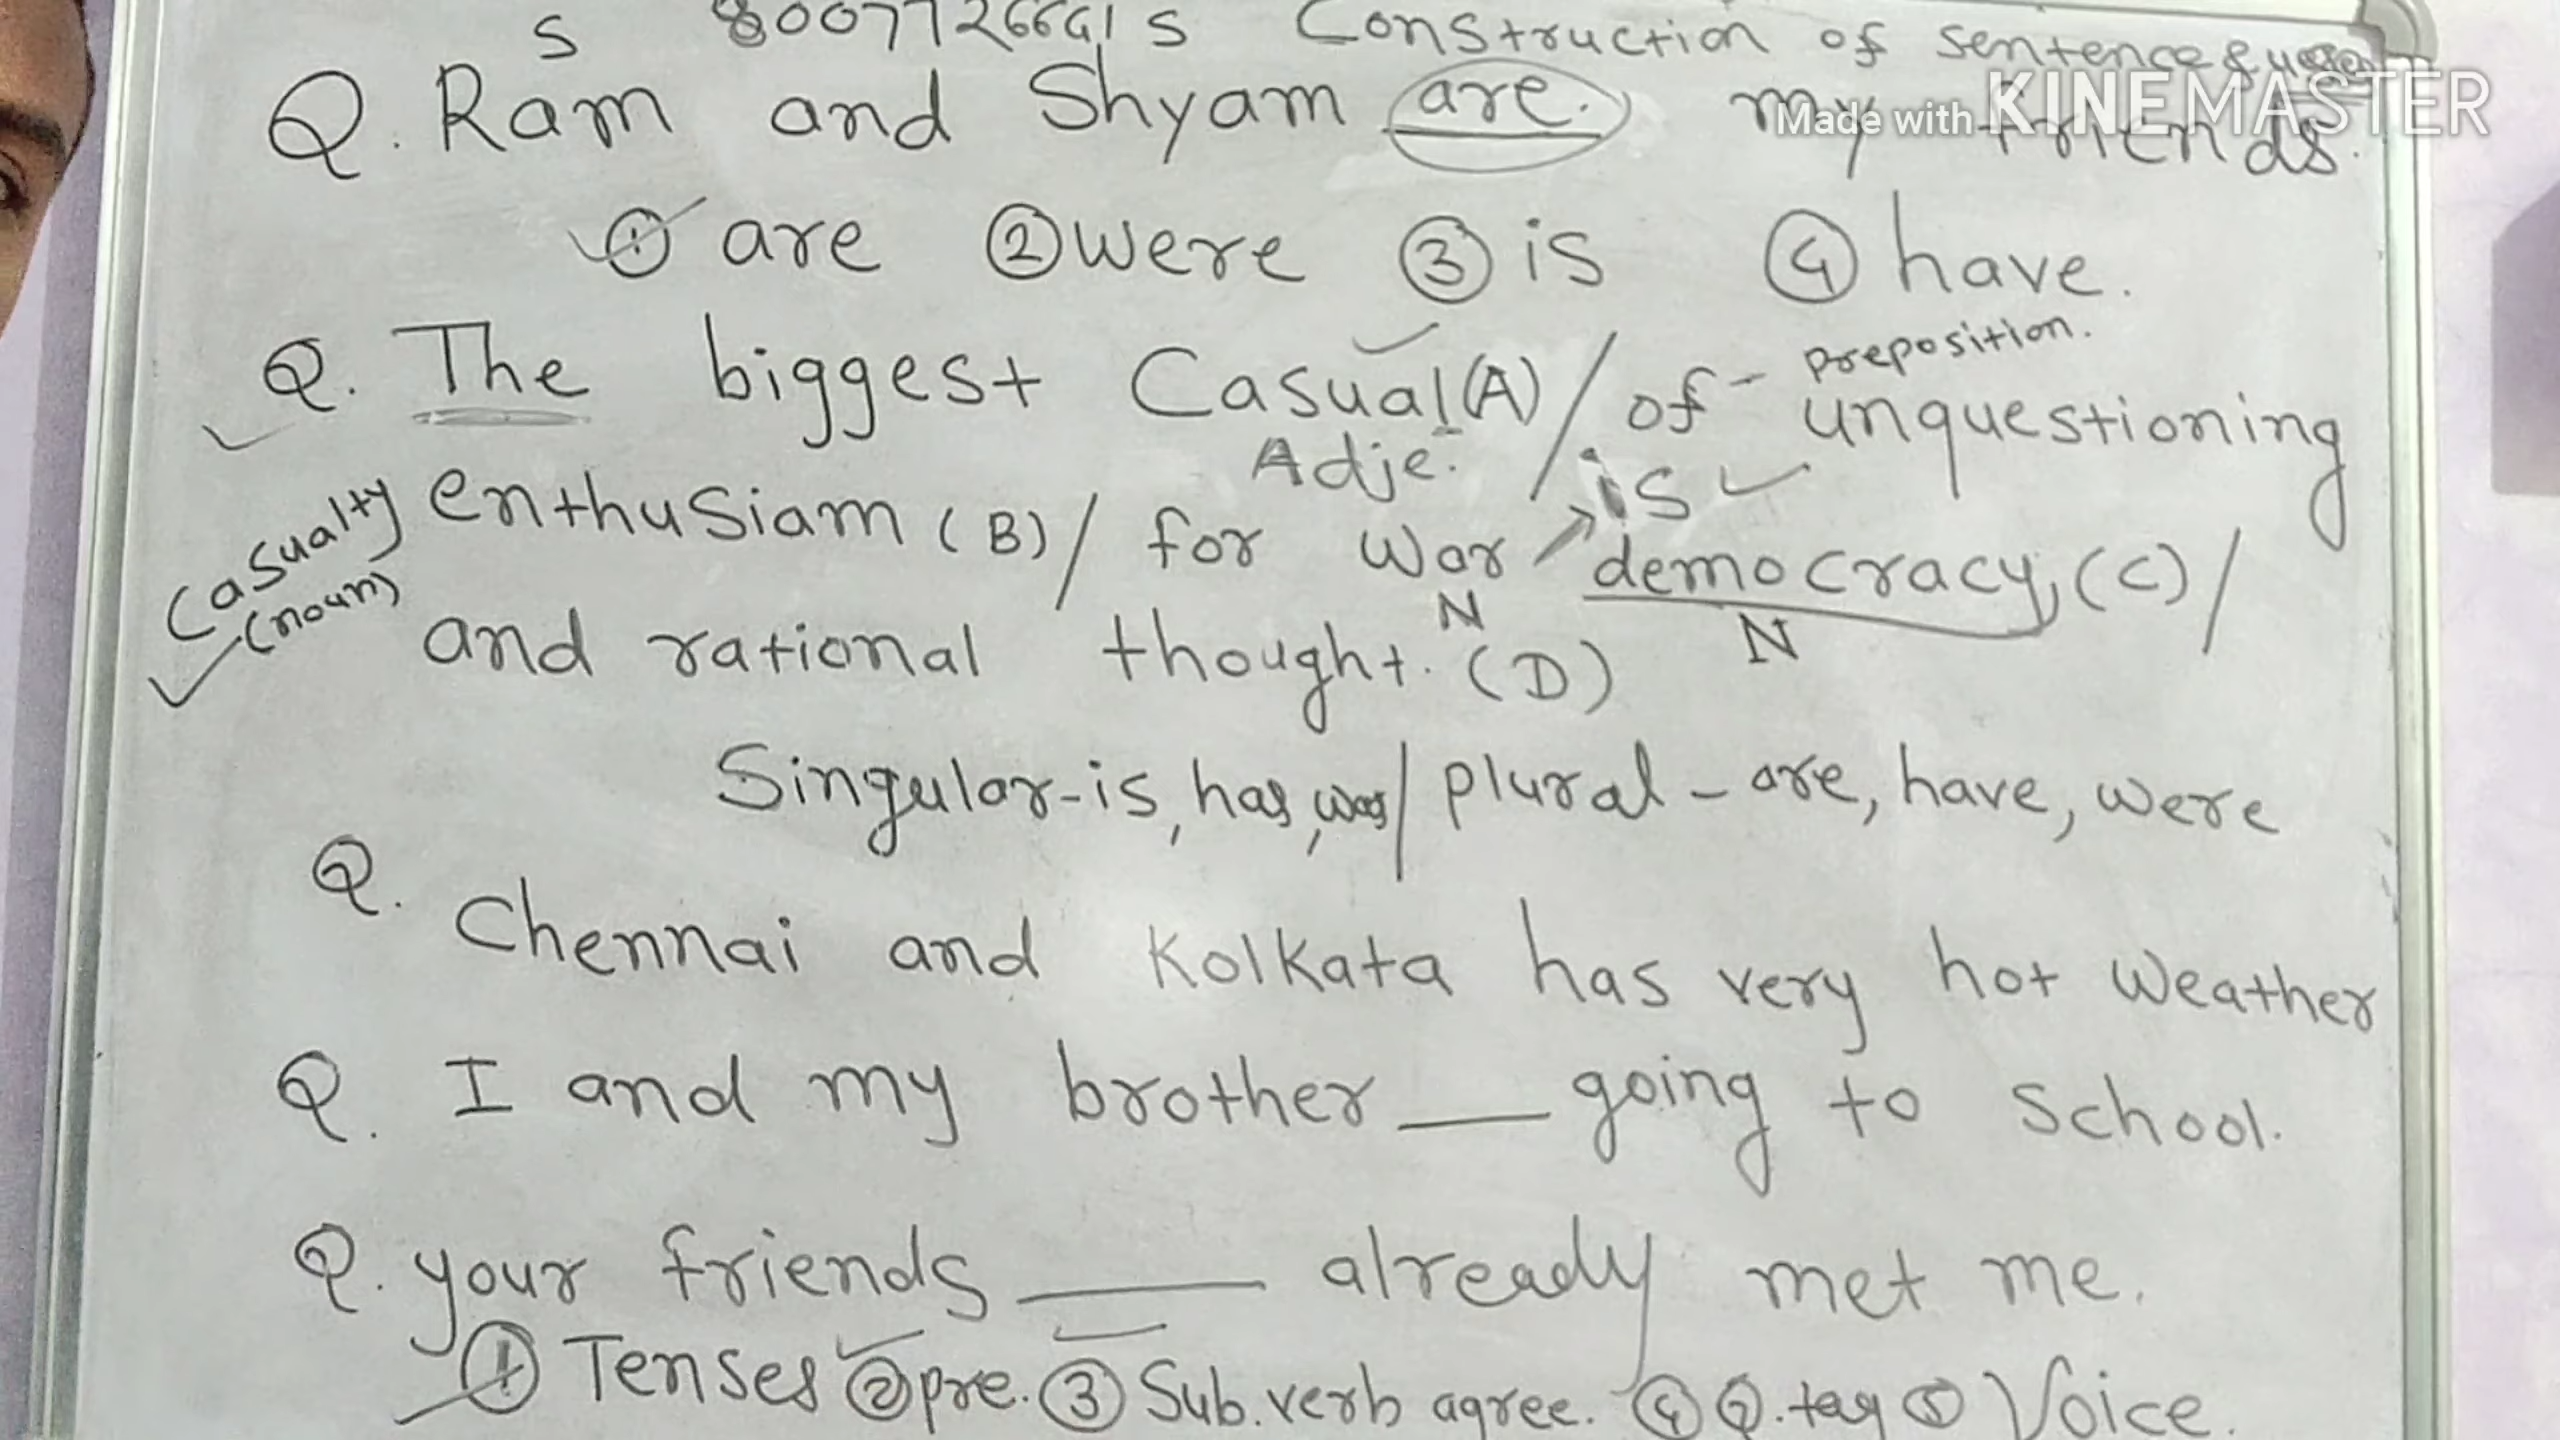 S 8007726641 S Construction of sentence &
Q. Ram and Shyam are. my friends.
Made with KINEMASTER
① are ② were ③ is ④ have.
preposition.
Q. The biggest Casual (A) / of - unquestioning
Adje. is
Casualty (noun)
enthusiam (B) / for war democracy, (C) /
N N
and rational thought. (D)
Singular - is, has, was / plural - are, have, were
Q. Chennai and Kolkata has very hot weather
Q. I and my brother ___ going to School.
Q. your friends ___ already met me.
① Tenses ② pre. ③ Sub. verb agree. ④ Q. tag ⑤ Voice.